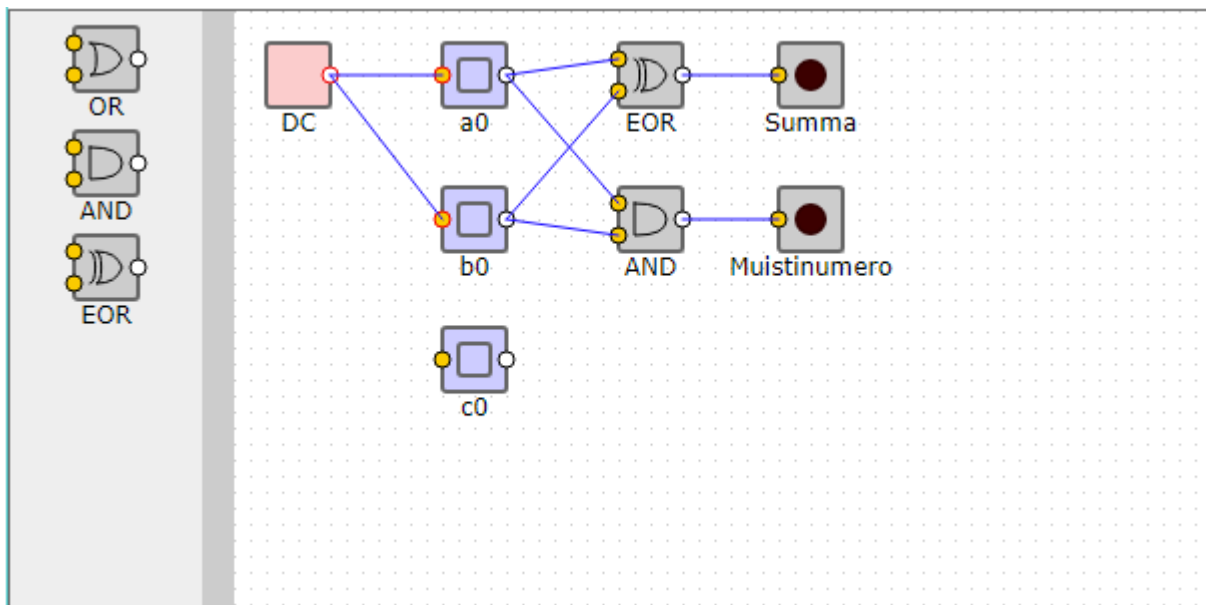 OR
AND
EOR
DC
a0
EOR
Summa
b0
AND
Muistinumero
c0